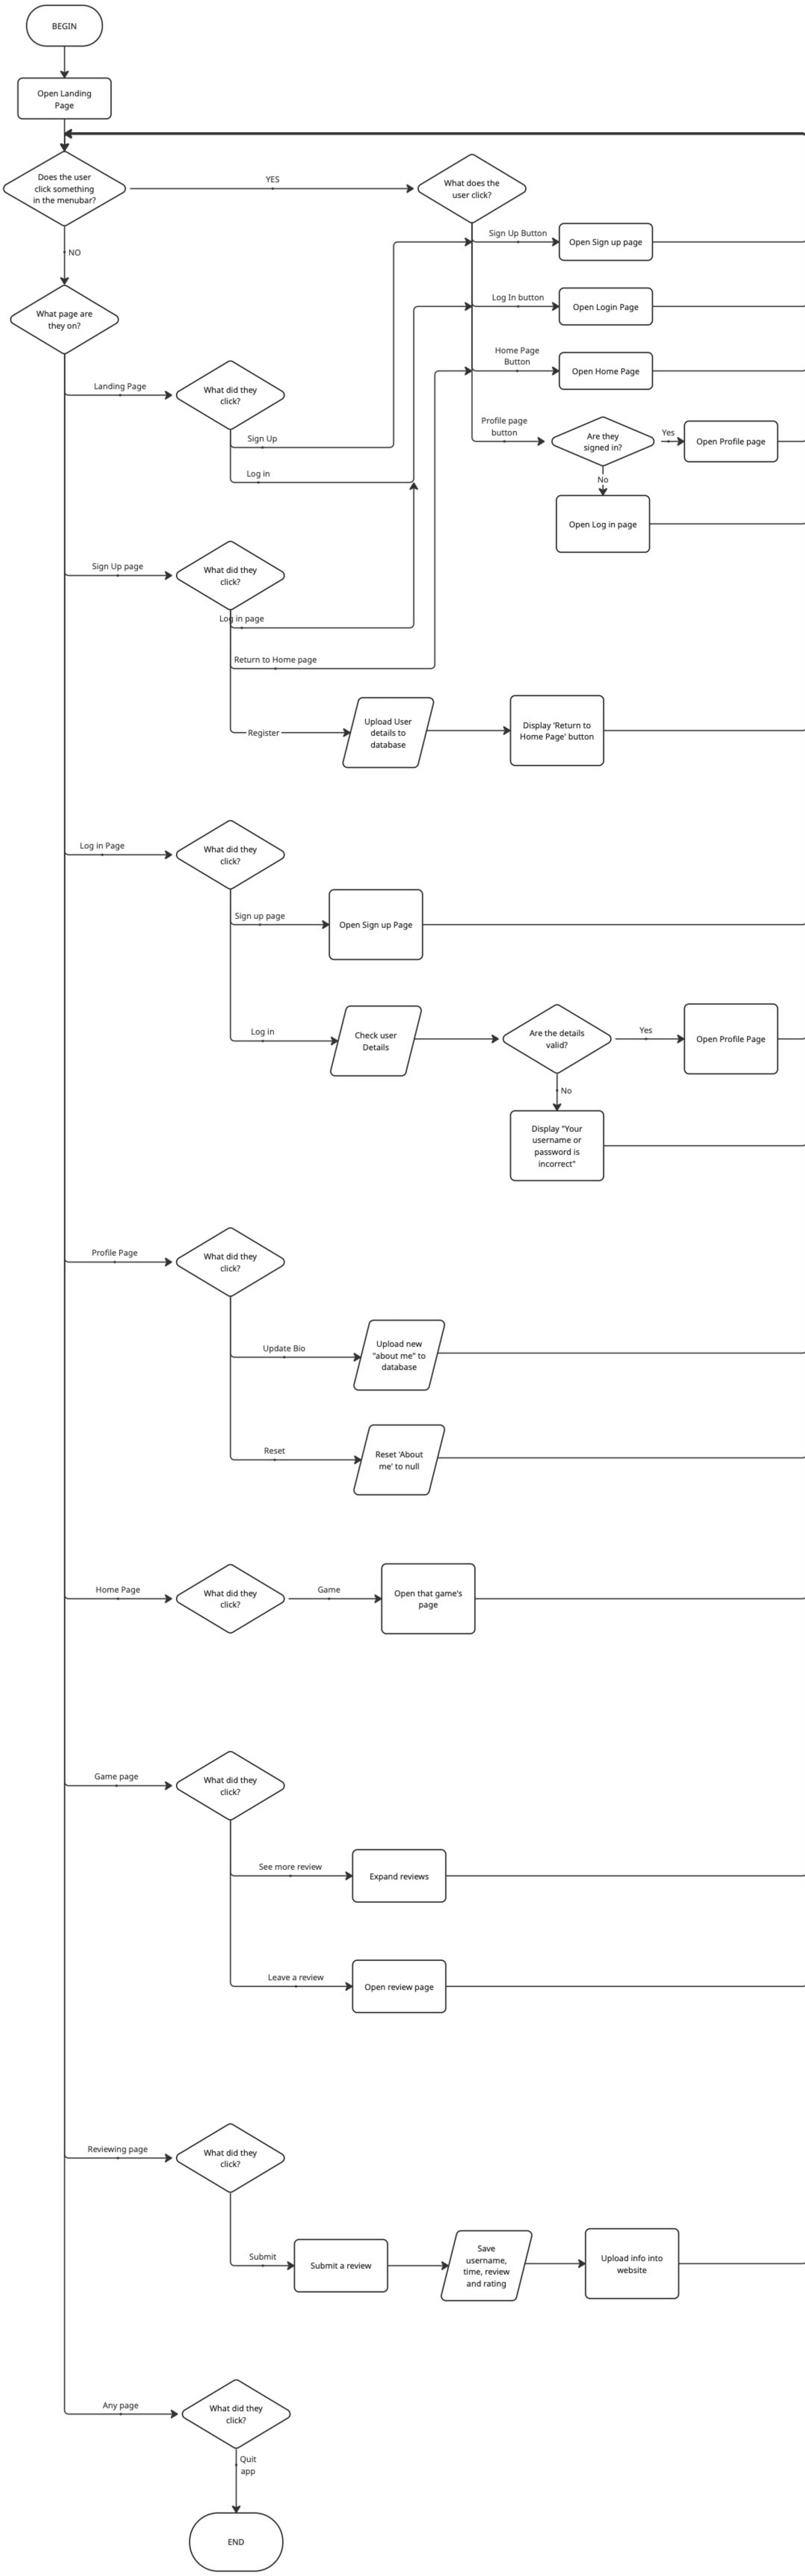 BEGIN
Open Landing
Page
Does the user
click something
in the menubar?
YES
What does the
user click?
Sign Up Button
Open Sign up page
NO
Log In button
Open Login Page
What page are
they on?
Home Page
Button
Open Home Page
Landing Page
What did they
click?
Profile page
button
Are they
signed in?
Yes
Open Profile page
Sign Up
Log in
No
Open Log in page
Sign Up page
What did they
click?
Log in page
Return to Home page
Register
Upload User
details to
database
Display 'Return to
Home Page' button
Log in Page
What did they
click?
Sign up page
Open Sign up Page
Log in
Check user
Details
Are the details
valid?
Yes
Open Profile Page
No
Display "Your
username or
password is
incorrect"
Profile Page
What did they
click?
Update Bio
Upload new
"about me" to
database
Reset
Reset 'About
me' to null
Home Page
What did they
click?
Game
Open that game's
page
Game page
What did they
click?
See more review
Expand reviews
Leave a review
Open review page
Reviewing page
What did they
click?
Submit
Submit a review
Save
username,
time, review
and rating
Upload info into
website
Any page
What did they
click?
Quit
app
END